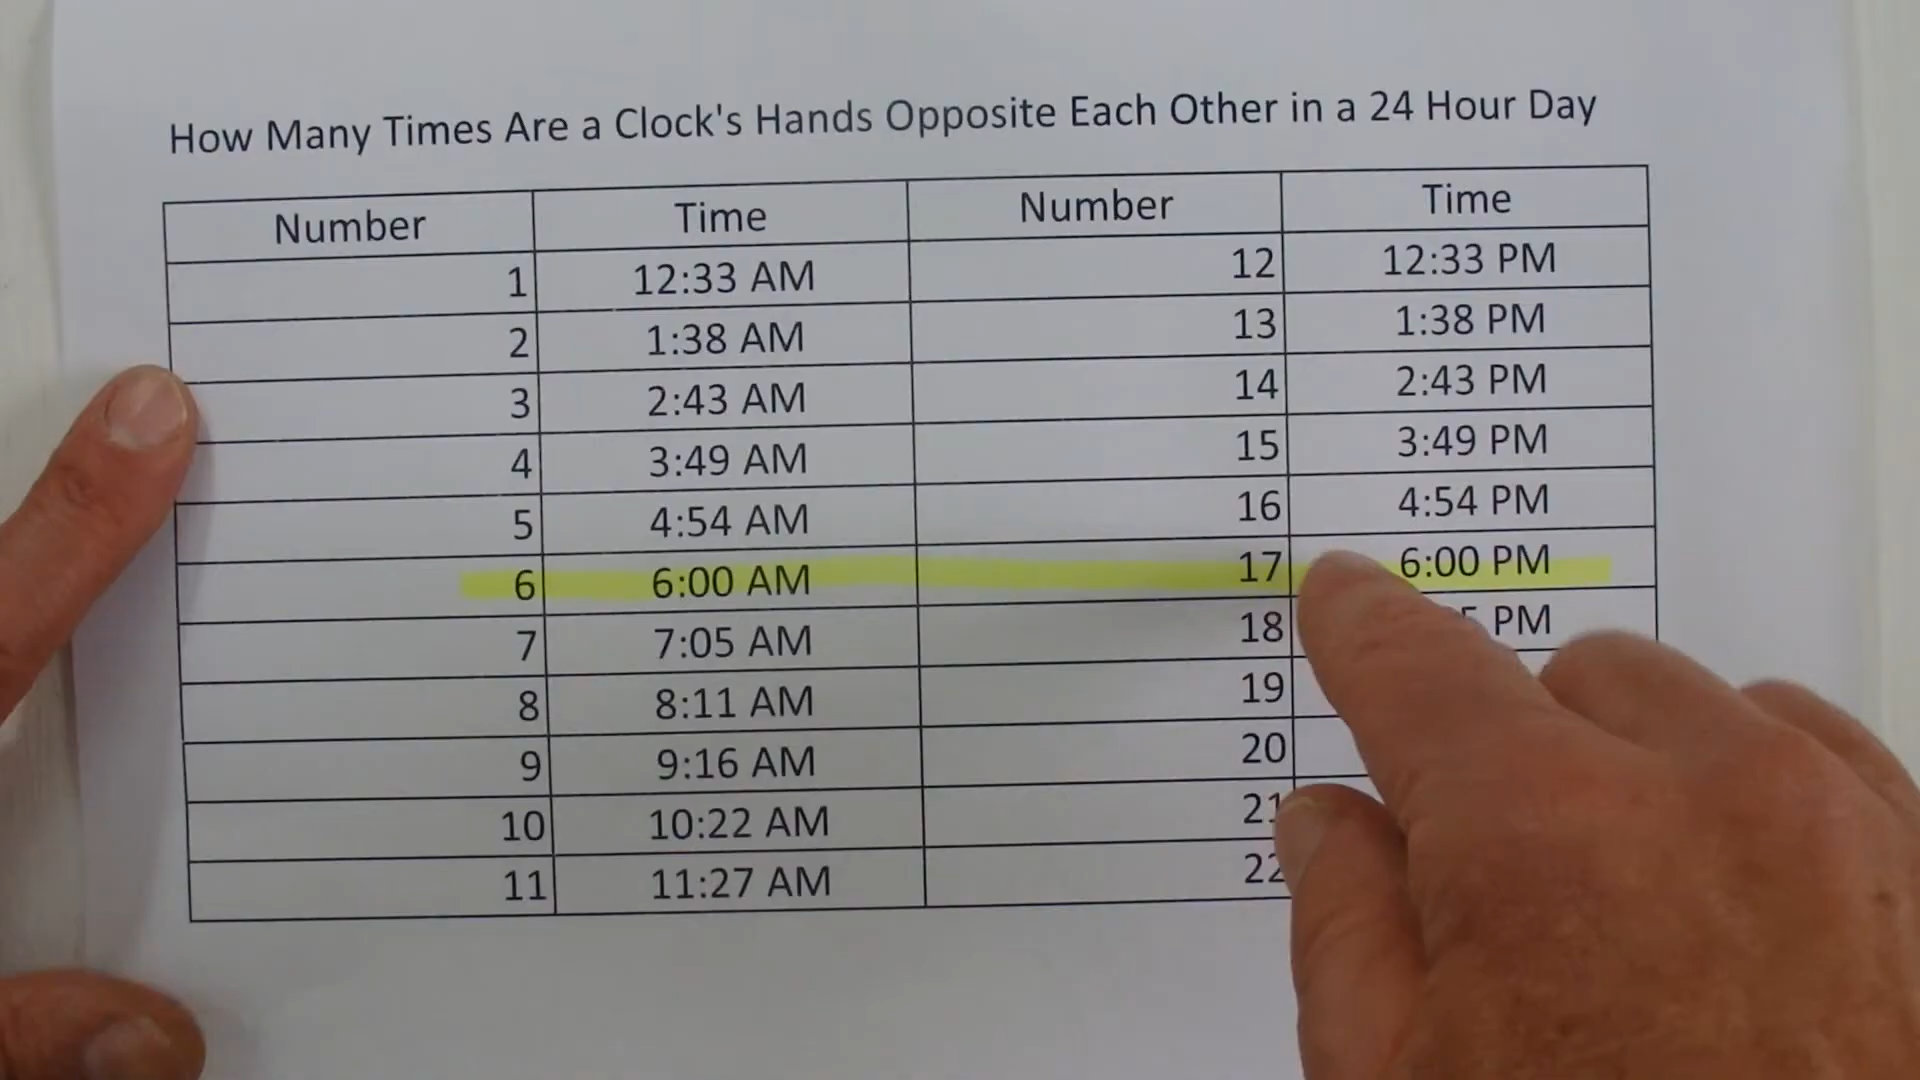 How Many Times Are a Clock's Hands Opposite Each Other in a 24 Hour Day
Number Time Number Time
1 12:33 AM 12 12:33 PM
2 1:38 AM 13 1:38 PM
3 2:43 AM 14 2:43 PM
4 3:49 AM 15 3:49 PM
5 4:54 AM 16 4:54 PM
6 6:00 AM 17 6:00 PM
7 7:05 AM 18 PM
8 8:11 AM 19
9 9:16 AM 20
10 10:22 AM 21
11 11:27 AM 22